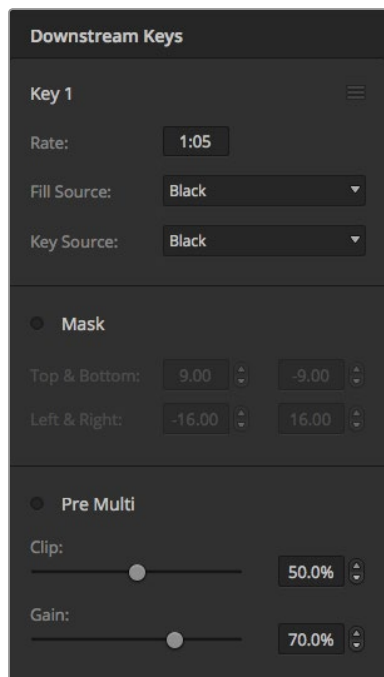 Downstream Keys
Key 1
Rate: 1:05
Fill Source: Black
Key Source: Black
Mask
Top & Bottom: 9.00 -9.00
Left & Right: -16.00 16.00
Pre Multi
Clip:
50.0%
Gain:
70.0%